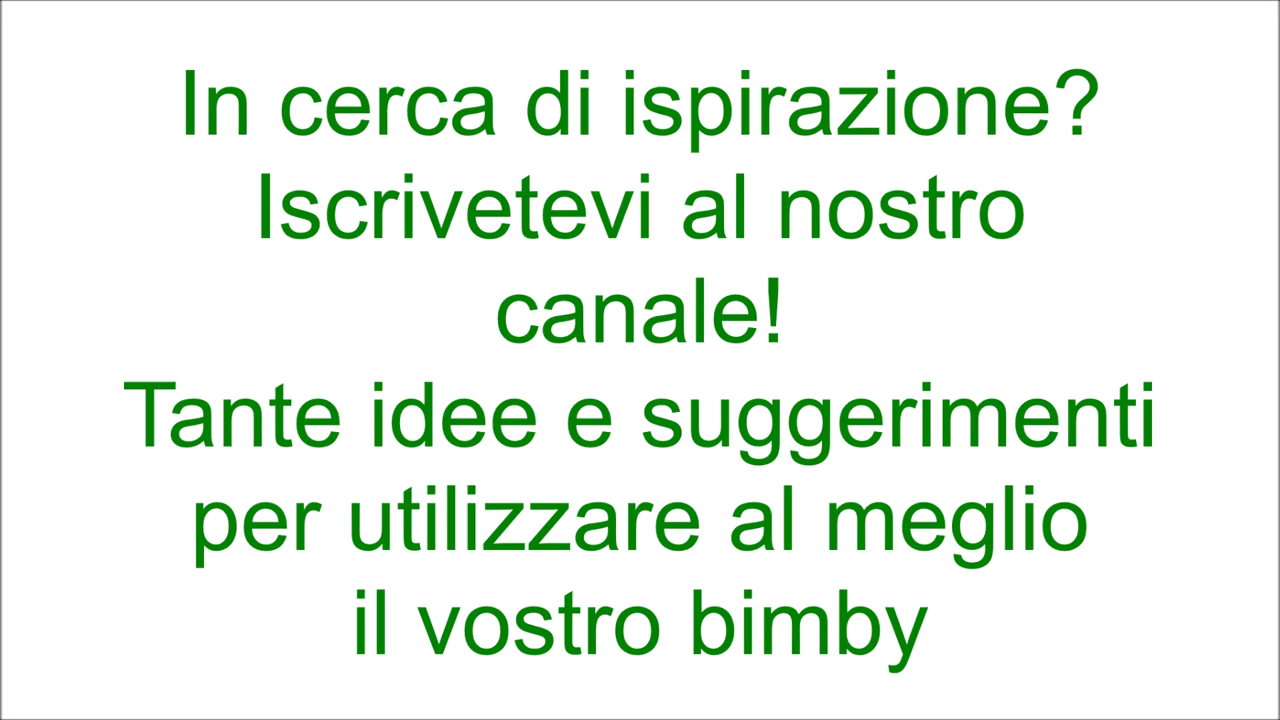 In cerca di ispirazione?
Iscrivetevi al nostro
canale!
Tante idee e suggerimenti
per utilizzare al meglio
il vostro bimby